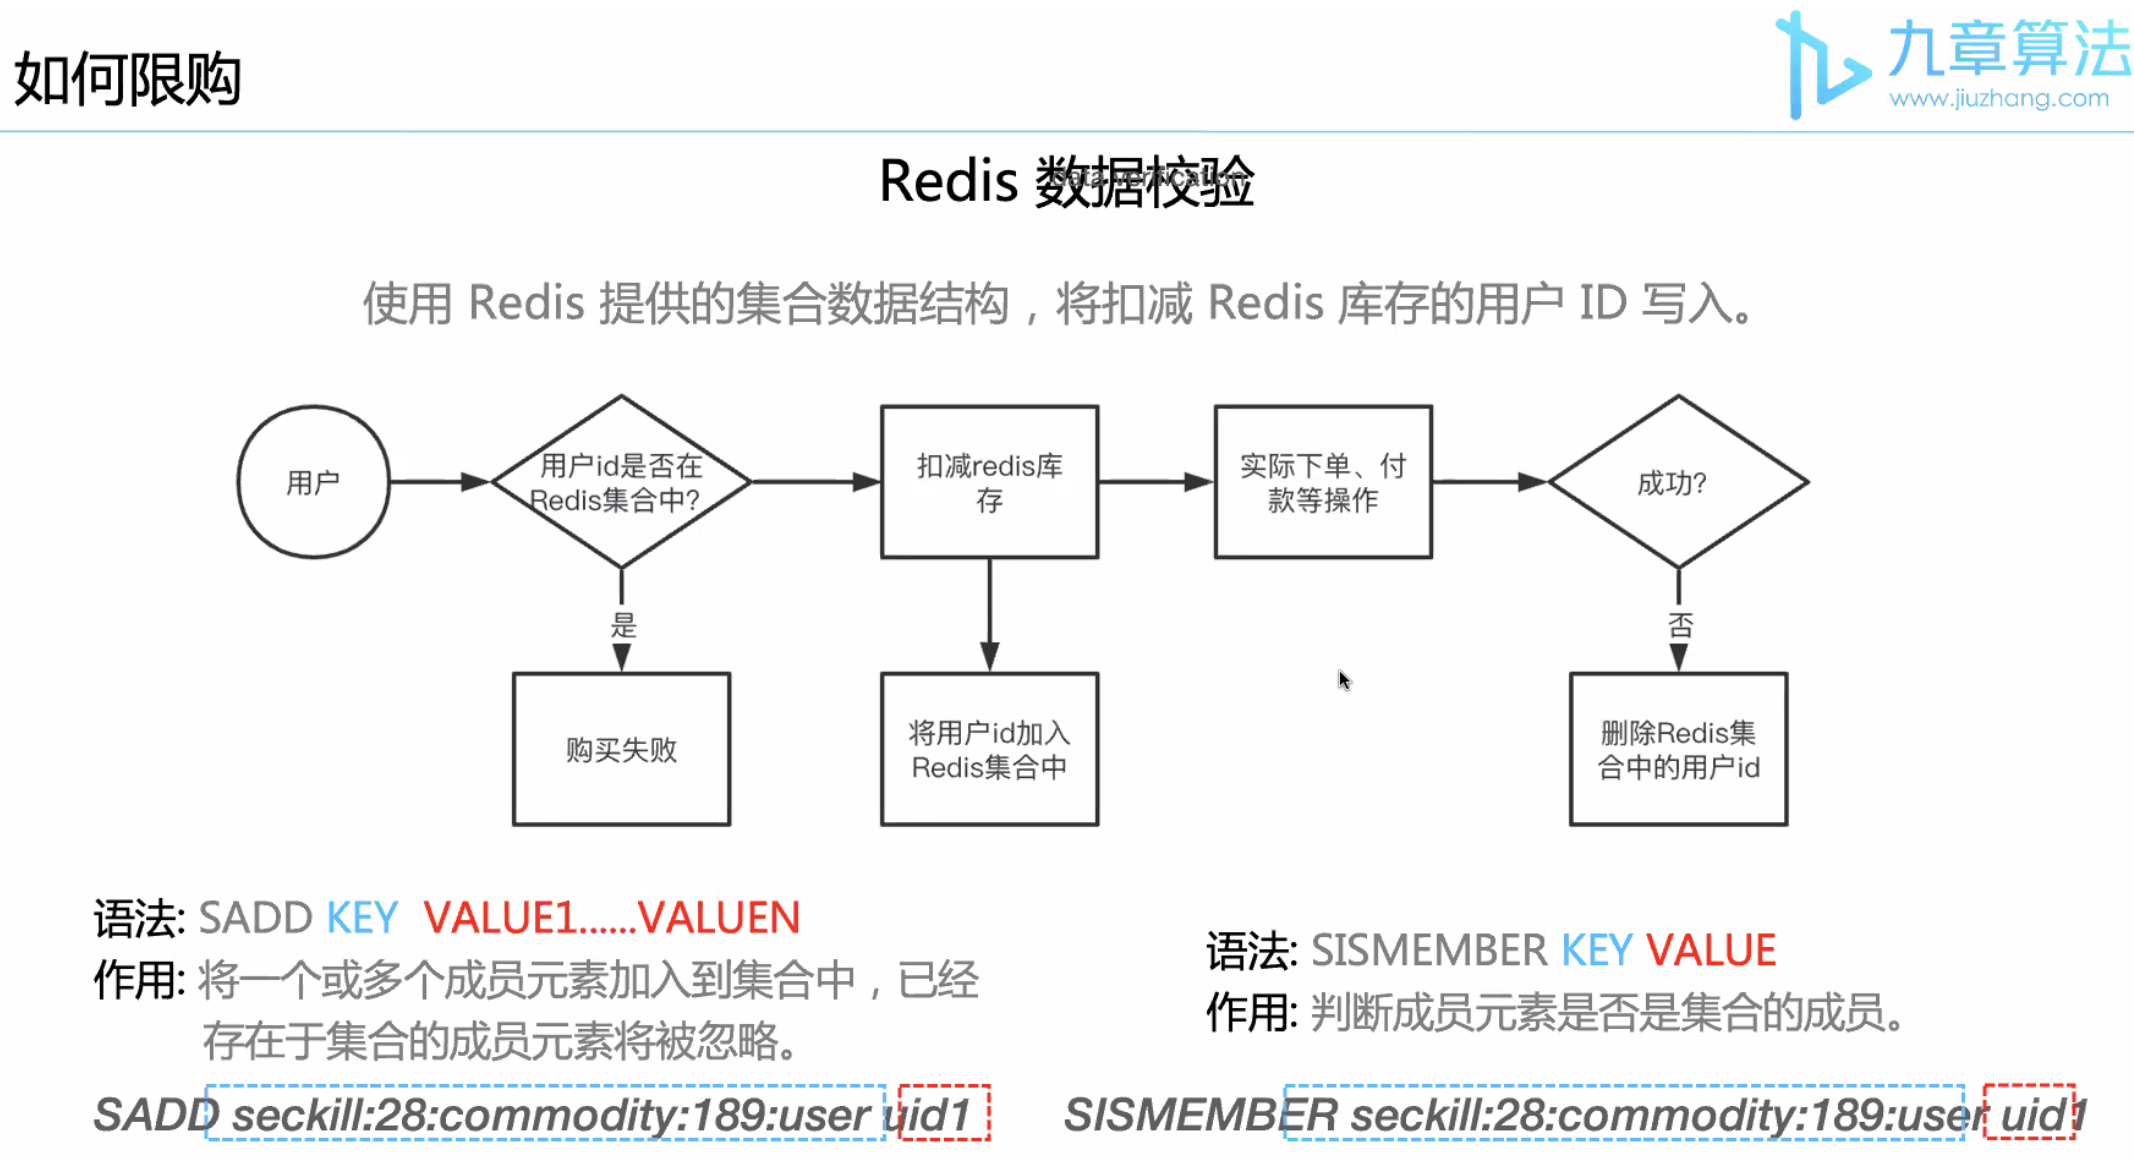 如何限购
九章算法
www.jiuzhang.com
Redis 数据校验
data verification
使用 Redis 提供的集合数据结构，将扣减 Redis 库存的用户 ID 写入。
用户
用户id是否在
Redis集合中?
扣减redis库
存
实际下单、付
款等操作
成功?
是
否
购买失败
将用户id加入
Redis集合中
删除Redis集
合中的用户id
语法: SADD KEY VALUE1......VALUEN
作用: 将一个或多个成员元素加入到集合中，已经
存在于集合的成员元素将被忽略。
SADD seckill:28:commodity:189:user uid1
语法: SISMEMBER KEY VALUE
作用: 判断成员元素是否是集合的成员。
SISMEMBER seckill:28:commodity:189:user uid1